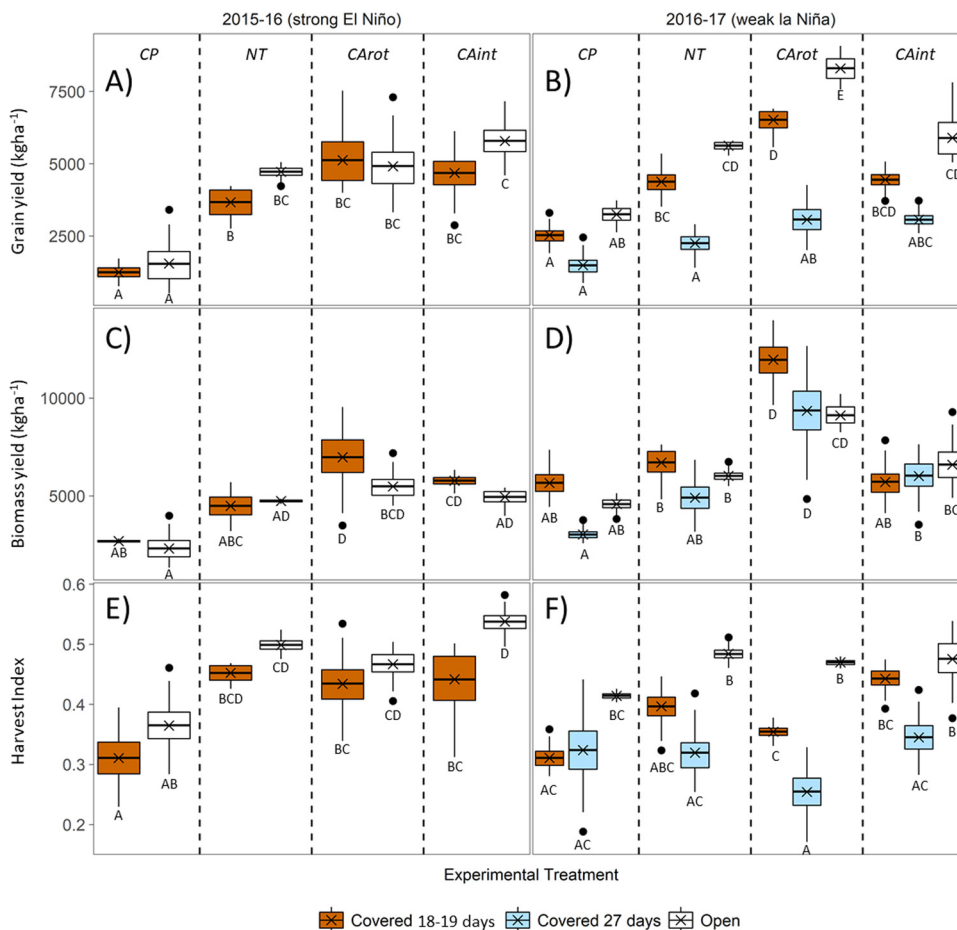 2015-16 (strong El Niño)
2016-17 (weak la Niña)
CP NT CArot CAint
CP NT CArot CAint
A)
B)
Grain yield (kgha⁻¹)
7500
5000
2500
A A B BC BC BC BC C
A A AB BC A CD D AB E BCD ABC CD
C)
D)
Biomass yield (kgha⁻¹)
10000
5000
AB A ABC AD D BCD CD AD
AB A AB B AB B D D CD AB B BC
E)
F)
Harvest Index
0.6
0.5
0.4
0.3
0.2
A AB BCD CD BC CD BC D
AC AC BC ABC AC B C A B BC AC B
Experimental Treatment
Covered 18-19 days Covered 27 days Open